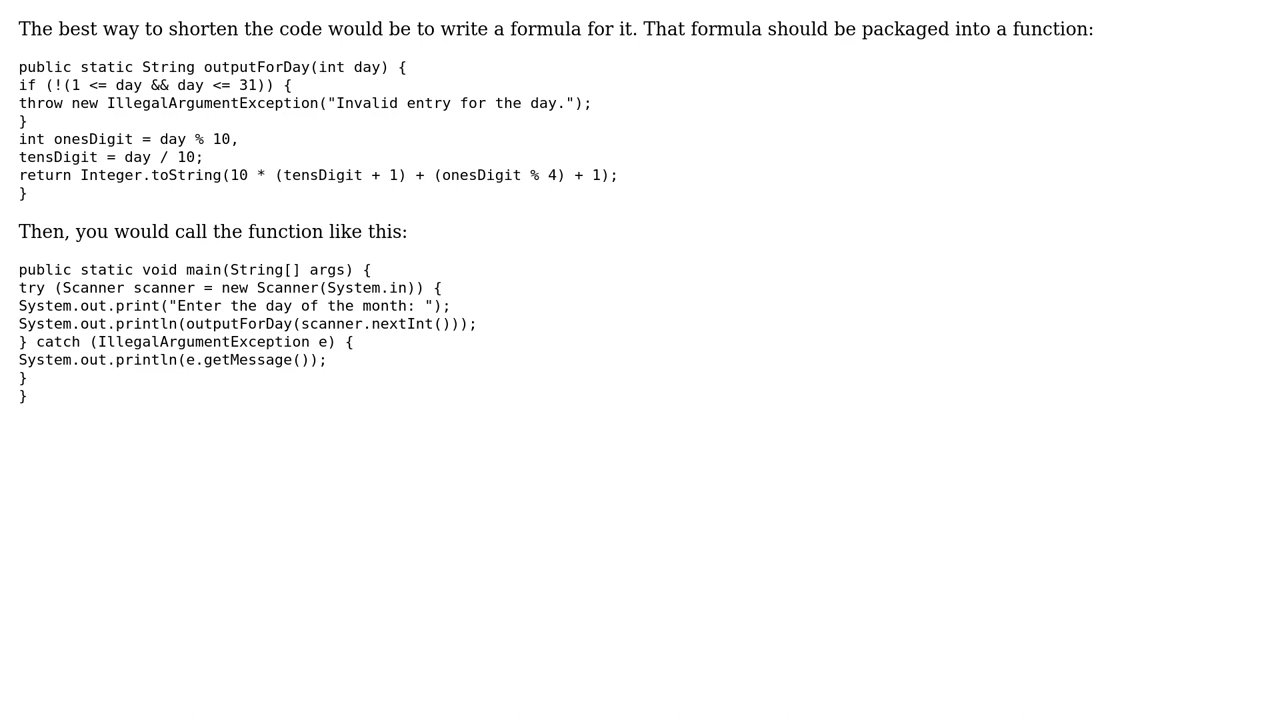 The best way to shorten the code would be to write a formula for it. That formula should be packaged into a function:
public static String outputForDay(int day) {
if (!(1 <= day && day <= 31)) {
throw new IllegalArgumentException("Invalid entry for the day.");
}
int onesDigit = day % 10,
tensDigit = day / 10;
return Integer.toString(10 * (tensDigit + 1) + (onesDigit % 4) + 1);
}
Then, you would call the function like this:
public static void main(String[] args) {
try (Scanner scanner = new Scanner(System.in)) {
System.out.print("Enter the day of the month: ");
System.out.println(outputForDay(scanner.nextInt()));
} catch (IllegalArgumentException e) {
System.out.println(e.getMessage());
}
}